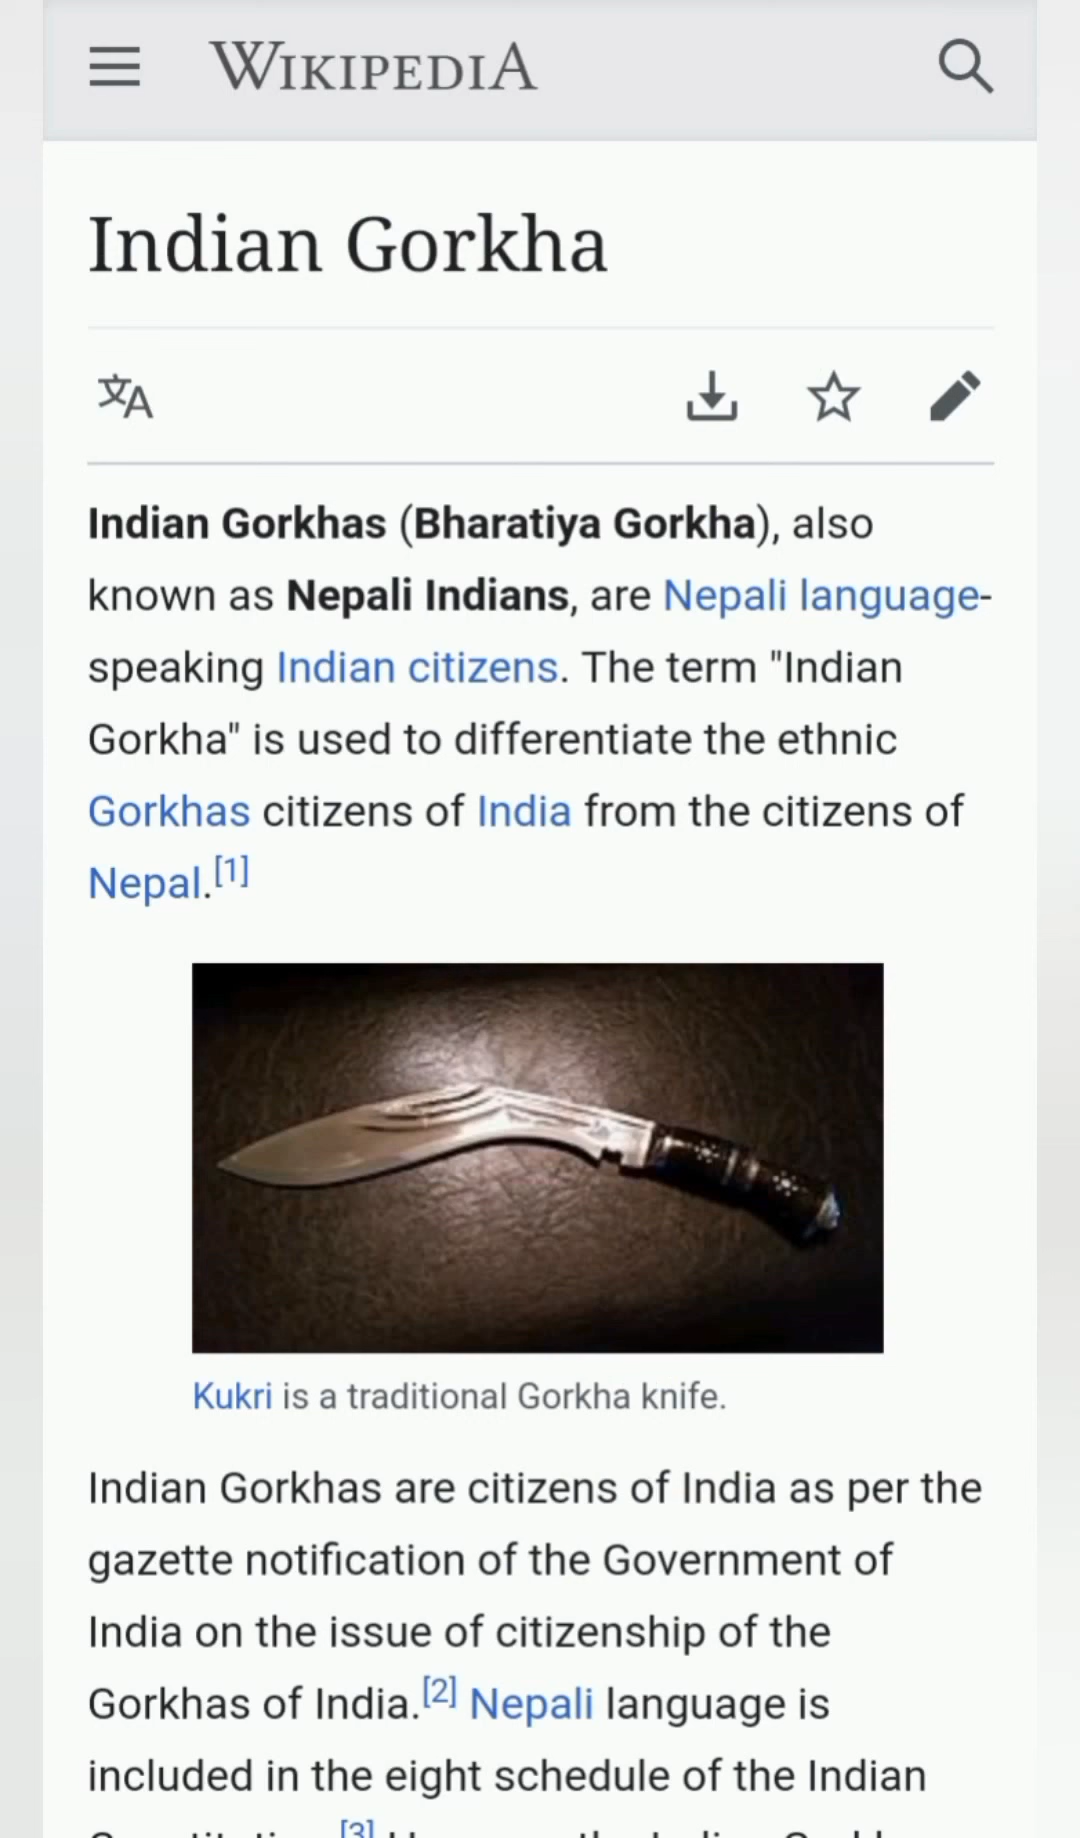 WIKIPEDIA
Indian Gorkha
文A
Indian Gorkhas (Bharatiya Gorkha), also
known as Nepali Indians, are Nepali language-
speaking Indian citizens. The term "Indian
Gorkha" is used to differentiate the ethnic
Gorkhas citizens of India from the citizens of
Nepal.[1]
Kukri is a traditional Gorkha knife.
Indian Gorkhas are citizens of India as per the
gazette notification of the Government of
India on the issue of citizenship of the
Gorkhas of India.[2] Nepali language is
included in the eight schedule of the Indian
[3]